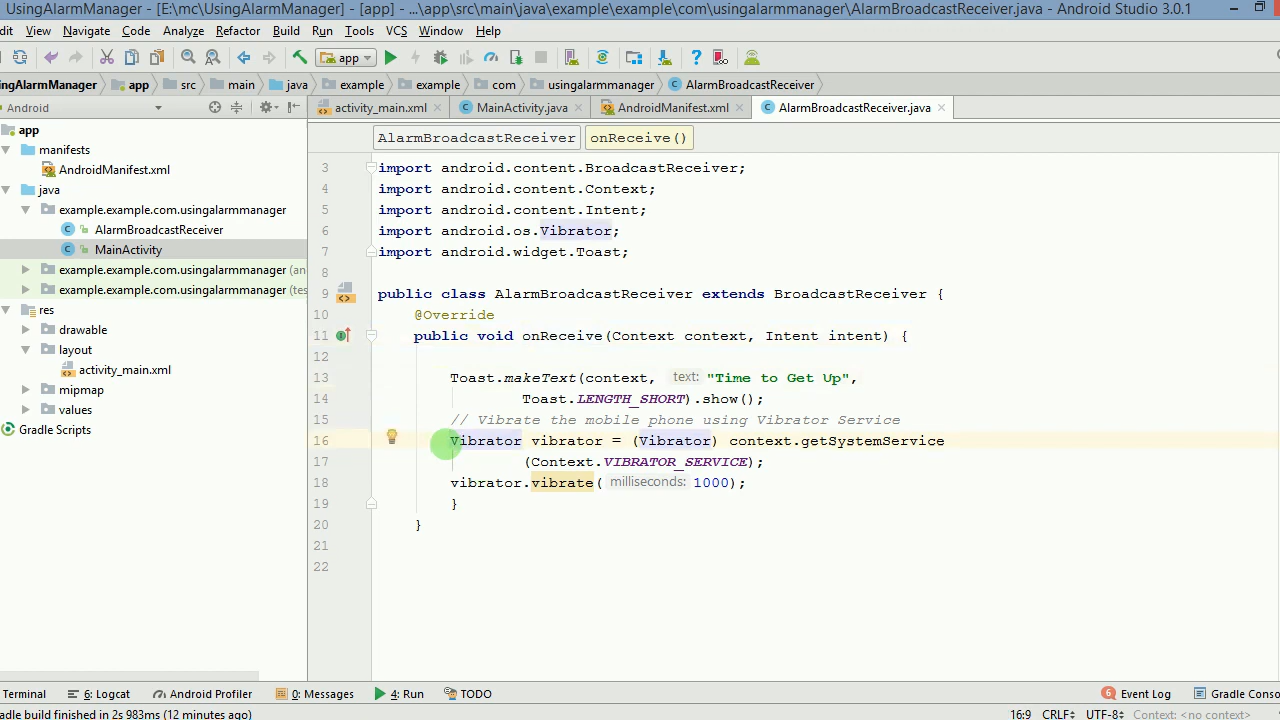 UsingAlarmManager - [E:\mc\UsingAlarmManager] - [app] - ...\app\src\main\java\example\example\com\usingalarmmanager\AlarmBroadcastReceiver.java - Android Studio 3.0.1
dit View Navigate Code Analyze Refactor Build Run Tools VCS Window Help
app
ingAlarmManager app src main java example example com usingalarmmanager AlarmBroadcastReceiver
Android
activity_main.xml MainActivity.java AndroidManifest.xml AlarmBroadcastReceiver.java
app
manifests
AndroidManifest.xml
java
example.example.com.usingalarmmanager
AlarmBroadcastReceiver
MainActivity
example.example.com.usingalarmmanager (an
example.example.com.usingalarmmanager (tes
res
drawable
layout
activity_main.xml
mipmap
values
Gradle Scripts
AlarmBroadcastReceiver onReceive()
3 import android.content.BroadcastReceiver;
4 import android.content.Context;
5 import android.content.Intent;
6 import android.os.Vibrator;
7 import android.widget.Toast;
8
9 public class AlarmBroadcastReceiver extends BroadcastReceiver {
10 @Override
11 public void onReceive(Context context, Intent intent) {
12
13 Toast.makeText(context, text: "Time to Get Up",
14 Toast.LENGTH_SHORT).show();
15 // Vibrate the mobile phone using Vibrator Service
16 Vibrator vibrator = (Vibrator) context.getSystemService
17 (Context.VIBRATOR_SERVICE);
18 vibrator.vibrate( milliseconds: 1000);
19 }
20 }
21
22
Terminal 6: Logcat Android Profiler 0: Messages 4: Run TODO 6 Event Log Gradle Conso
adle build finished in 2s 983ms (12 minutes ago) 16:9 CRLF UTF-8 Context: <no context>